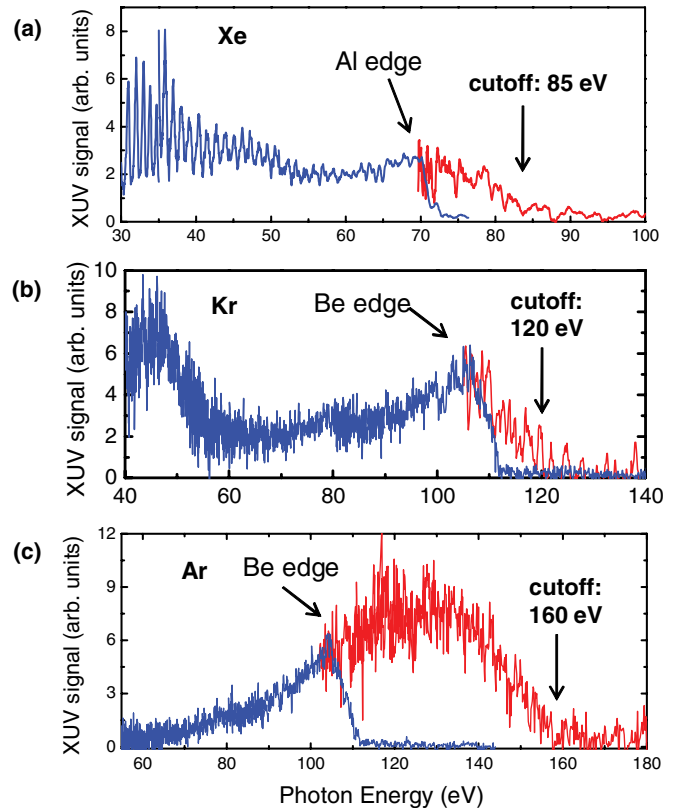 (a)
Xe
Al edge
cutoff: 85 eV
XUV signal (arb. units)
8
6
4
2
0
30 40 50 60 70 80 90 100
(b)
Kr
Be edge
cutoff:
120 eV
XUV signal (arb. units)
10
8
6
4
2
0
40 60 80 100 120 140
(c)
Ar
Be edge
cutoff:
160 eV
XUV signal (arb. units)
12
9
6
3
0
60 80 100 120 140 160 180
Photon Energy (eV)